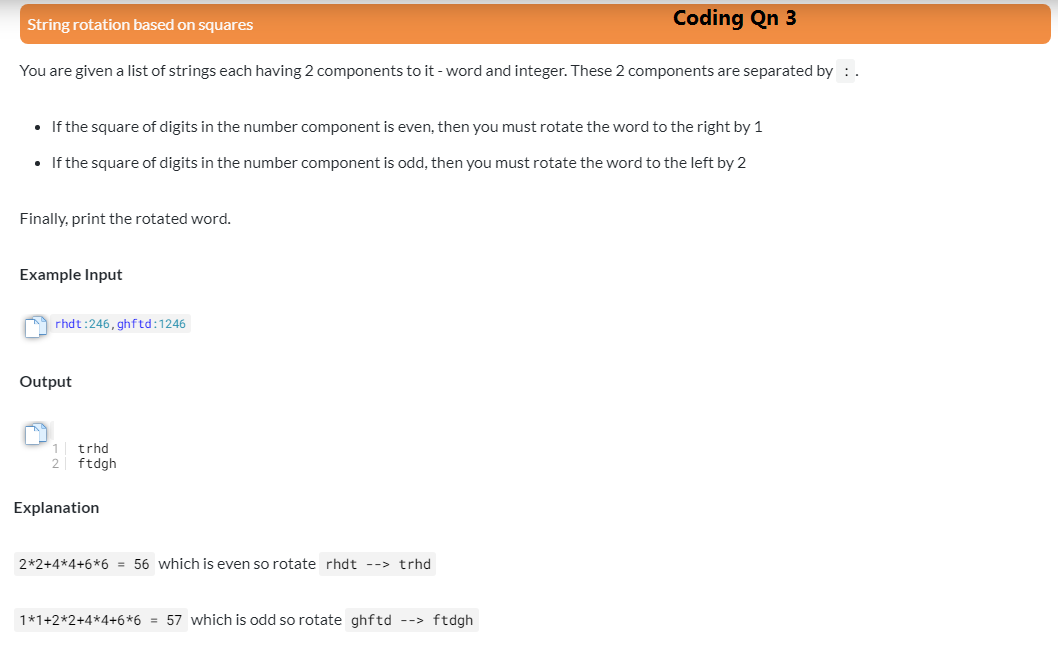 String rotation based on squares
Coding Qn 3
You are given a list of strings each having 2 components to it - word and integer. These 2 components are separated by : .
• If the square of digits in the number component is even, then you must rotate the word to the right by 1
• If the square of digits in the number component is odd, then you must rotate the word to the left by 2
Finally, print the rotated word.
Example Input
rhdt:246,ghftd:1246
Output
1 trhd
2 ftdgh
Explanation
2*2+4*4+6*6 = 56 which is even so rotate rhdt --> trhd
1*1+2*2+4*4+6*6 = 57 which is odd so rotate ghftd --> ftdgh